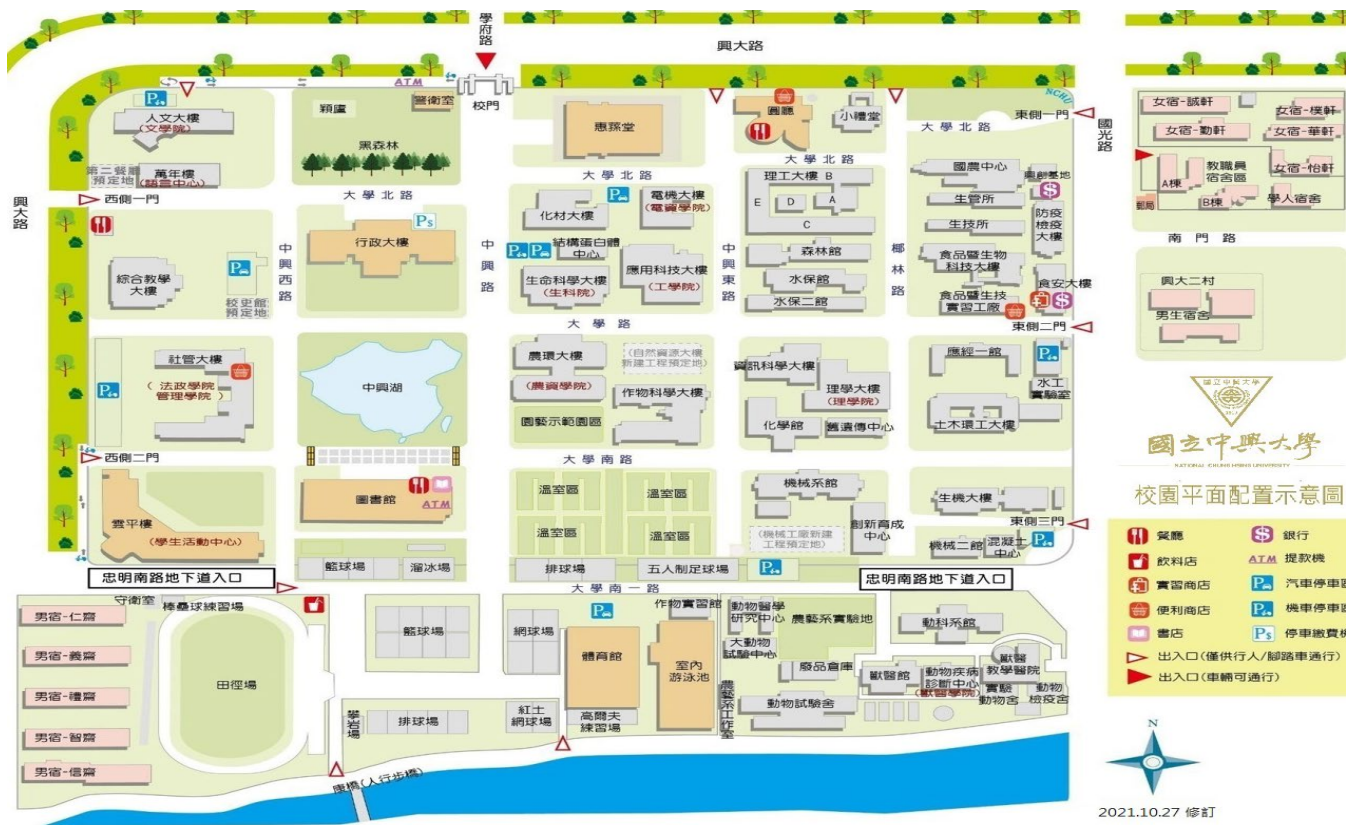 學府路
興大路
ATM
警衛室
校門
人文大樓
(文學院)
穎廬
黑森林
惠蓀堂
圓廳
小禮堂
NCHU
東側一門
大學北路
國光路
女宿-誠軒
女宿-樸軒
女宿-勤軒
女宿-華軒
女宿-怡軒
教職員
宿舍區
A棟
B棟
學人宿舍
郵局
第二餐廳
預定地
萬年樓
(語言中心)
西側一門
興大路
大學北路
大學北路
大學北路
國農中心
興創基地
生管所
生技所
防疫
檢疫
大樓
食品暨生物
科技大樓
食安大樓
食品暨生技
實習工廠
理工大樓 B
E
D
A
C
化材大樓
電機大樓
(電資學院)
Ps
行政大樓
結構蛋白體
中心
森林館
水保館
水保二館
應用科技大樓
(工學院)
生命科學大樓
(生科院)
中興西路
中興路
中興東路
椰林路
綜合教學
大樓
校史館
預定地
南門路
興大二村
男生宿舍
大學路
東側二門
社管大樓
(法政學院
管理學院)
中興湖
農環大樓
(農資學院)
(自然資源大樓
新建工程預定地)
作物科學大樓
園藝示範園區
資訊科學大樓
理學大樓
(理學院)
化學館
舊遺傳中心
應經一館
水工
實驗室
土木環工大樓
西側二門
大學南路
國立中興大學
國立中興大學
NATIONAL CHUNG HSING UNIVERSITY
校園平面配置示意圖
雲平樓
(學生活動中心)
圖書館
ATM
溫室區
溫室區
溫室區
溫室區
機械系館
(機械工廠新建
工程預定地)
創新育成
中心
生機大樓
東側三門
機械二館
混凝土
中心
籃球場
溜冰場
排球場
五人制足球場
忠明南路地下道入口
忠明南路地下道入口
大學南一路
餐廳
銀行
飲料店
ATM
提款機
實習商店
汽車停車區
便利商店
機車停車區
書店
Ps
停車繳費機
出入口(僅供行人/腳踏車通行)
出入口(車輛可通行)
守衛室
棒壘球練習場
男宿-仁齋
男宿-義齋
男宿-禮齋
男宿-智齋
男宿-信齋
田徑場
籃球場
網球場
體育館
作物實習館
室內
游泳池
動物醫學
研究中心
大動物
試驗中心
農藝系實驗地
廢品倉庫
動科系館
獸醫館
動物疾病
診斷中心
(獸醫學院)
獸醫
教學醫院
實驗
動物舍
動物
檢疫舍
動物試驗舍
農藝系工作室
攀岩場
排球場
紅土
網球場
高爾夫
練習場
康橋(人行步橋)
N
2021.10.27 修訂